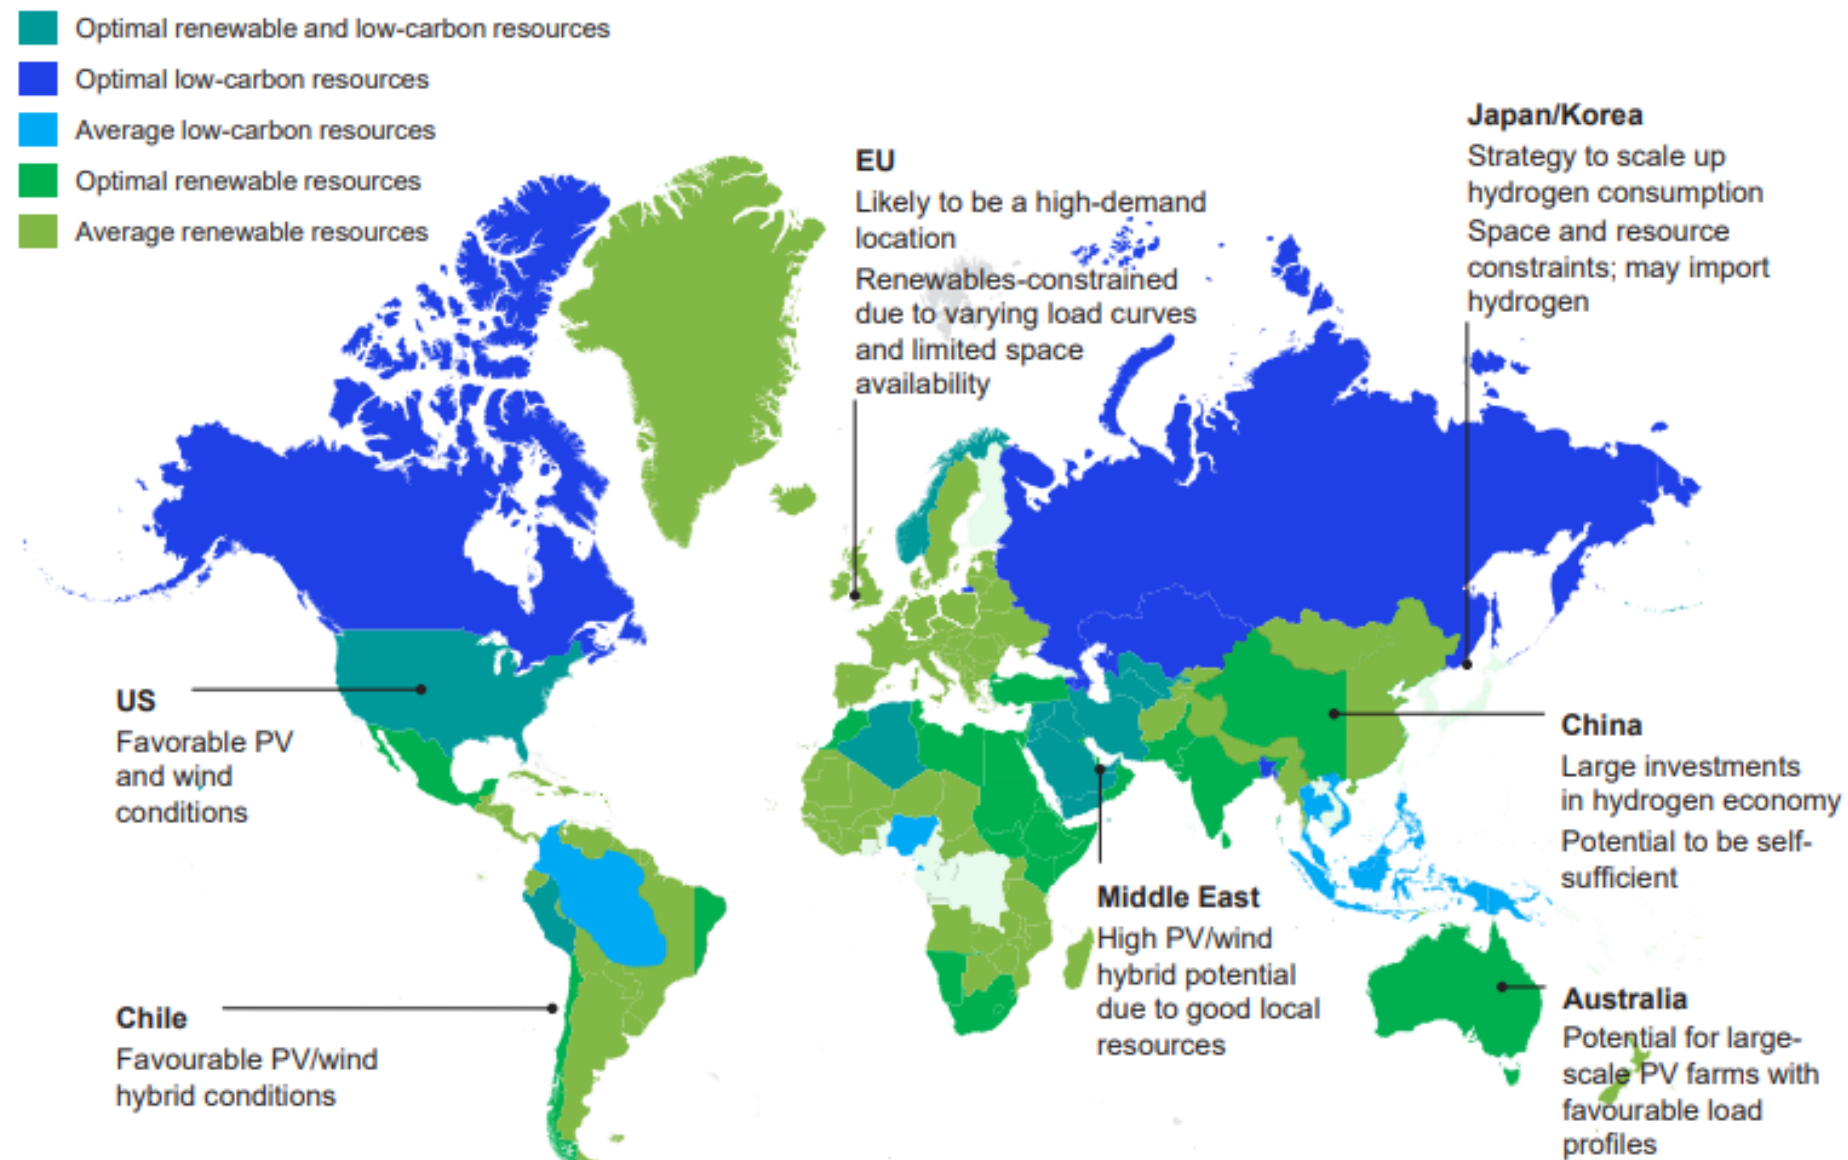 Optimal renewable and low-carbon resources
Optimal low-carbon resources
Average low-carbon resources
Optimal renewable resources
Average renewable resources
EU
Likely to be a high-demand
location
Renewables-constrained
due to varying load curves
and limited space
availability
Japan/Korea
Strategy to scale up
hydrogen consumption
Space and resource
constraints; may import
hydrogen
US
Favorable PV
and wind
conditions
China
Large investments
in hydrogen economy
Potential to be self-
sufficient
Middle East
High PV/wind
hybrid potential
due to good local
resources
Chile
Favourable PV/wind
hybrid conditions
Australia
Potential for large-
scale PV farms with
favourable load
profiles